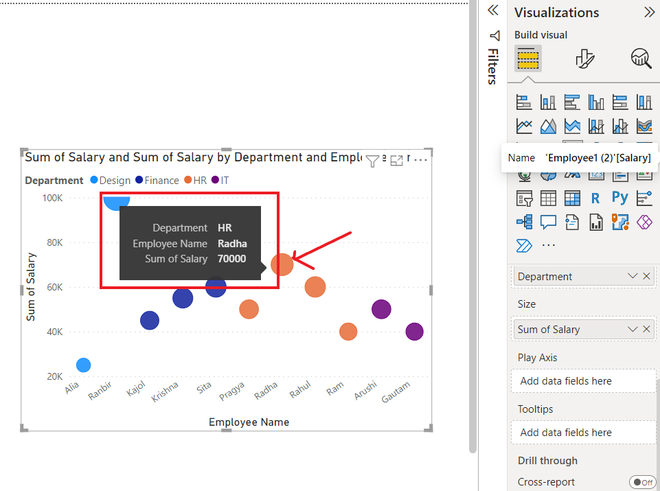 Visualizations
Build visual
Filters
Name 'Employee1 (2)'[Salary]
Sum of Salary and Sum of Salary by Department and Empl
Department Design Finance HR IT
100K
80K
60K
40K
20K
Sum of Salary
Department HR
Employee Name Radha
Sum of Salary 70000
Alia
Ranbir
Kajol
Krishna
Sita
Pragya
Radha
Rahul
Ram
Arushi
Gautam
Employee Name
R
Py
Department
Size
Sum of Salary
Play Axis
Add data fields here
Tooltips
Add data fields here
Drill through
Cross-report
Off